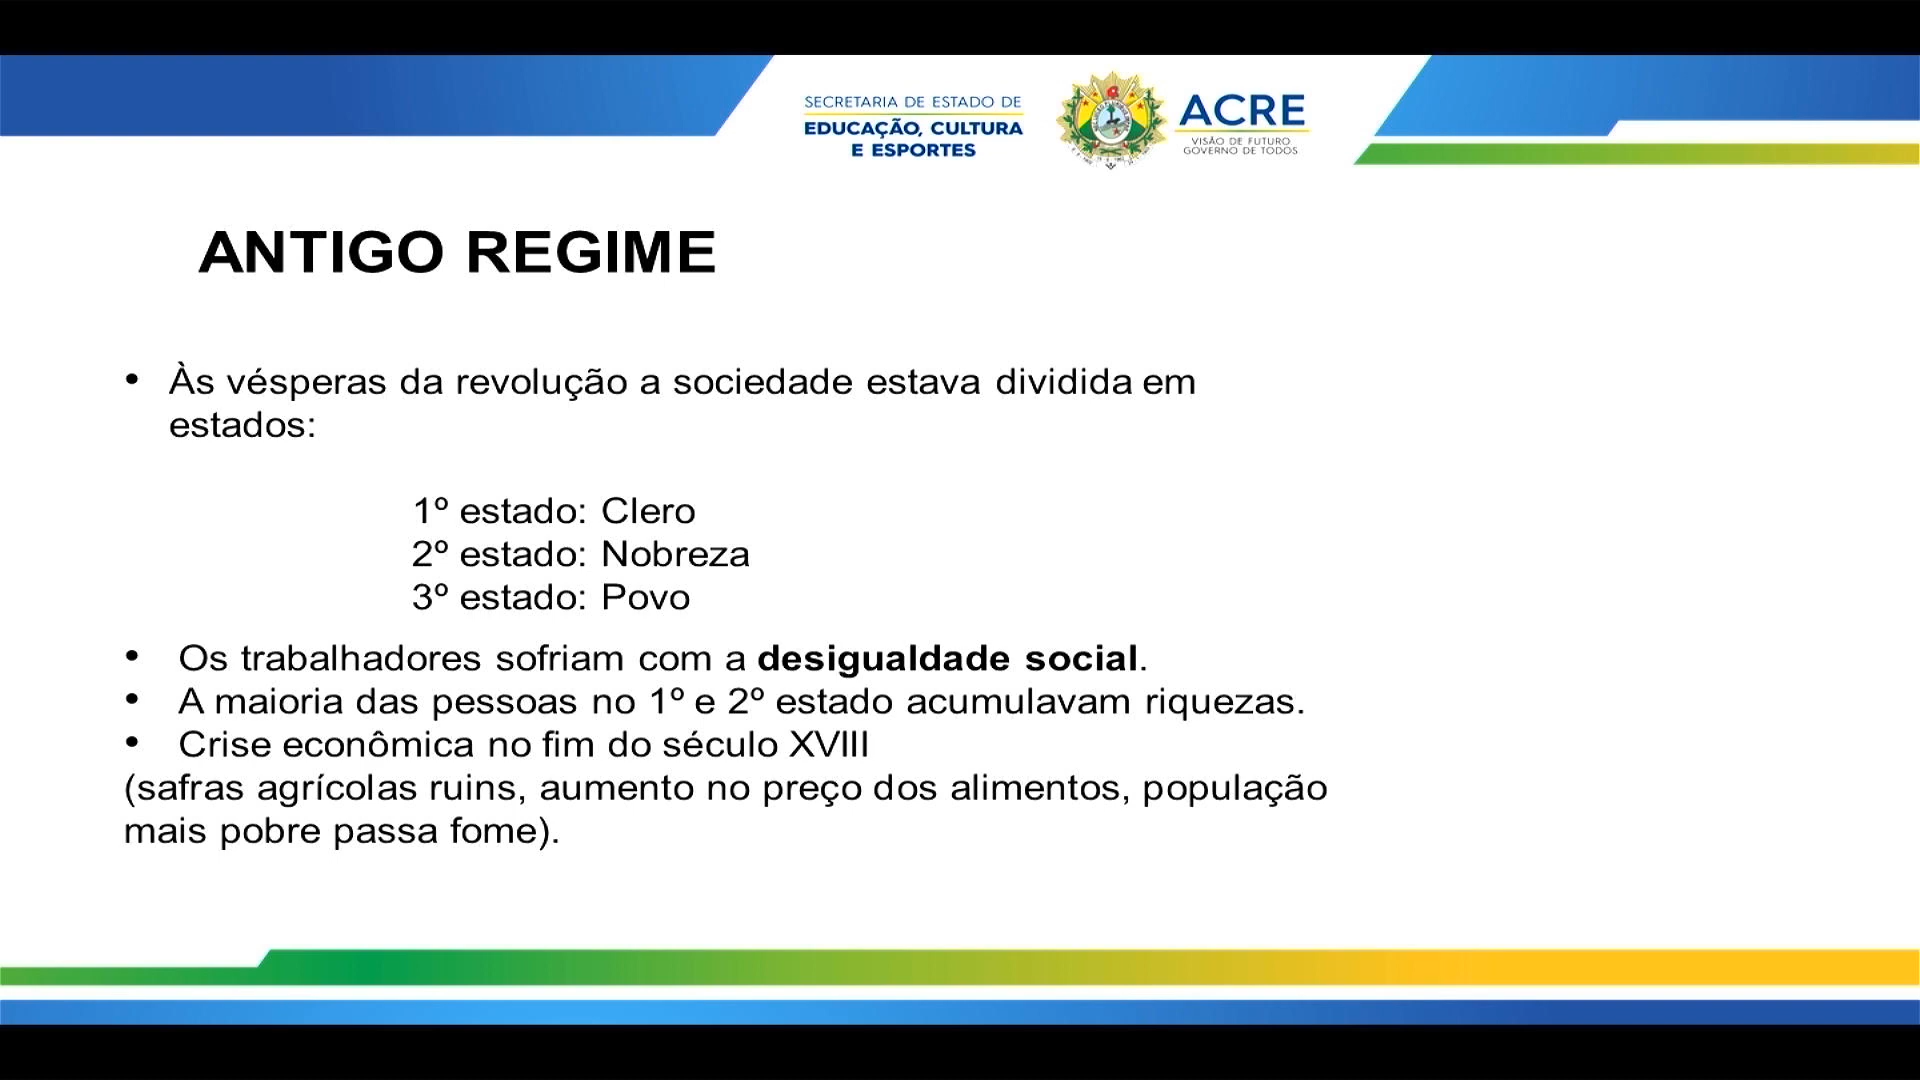 SECRETARIA DE ESTADO DE
EDUCAÇÃO, CULTURA
E ESPORTES
ACRE
VISÃO DE FUTURO
GOVERNO DE TODOS
ANTIGO REGIME
• Às vésperas da revolução a sociedade estava dividida em
estados:
1º estado: Clero
2º estado: Nobreza
3º estado: Povo
• Os trabalhadores sofriam com a desigualdade social.
• A maioria das pessoas no 1º e 2º estado acumulavam riquezas.
• Crise econômica no fim do século XVIII
(safras agrícolas ruins, aumento no preço dos alimentos, população
mais pobre passa fome).